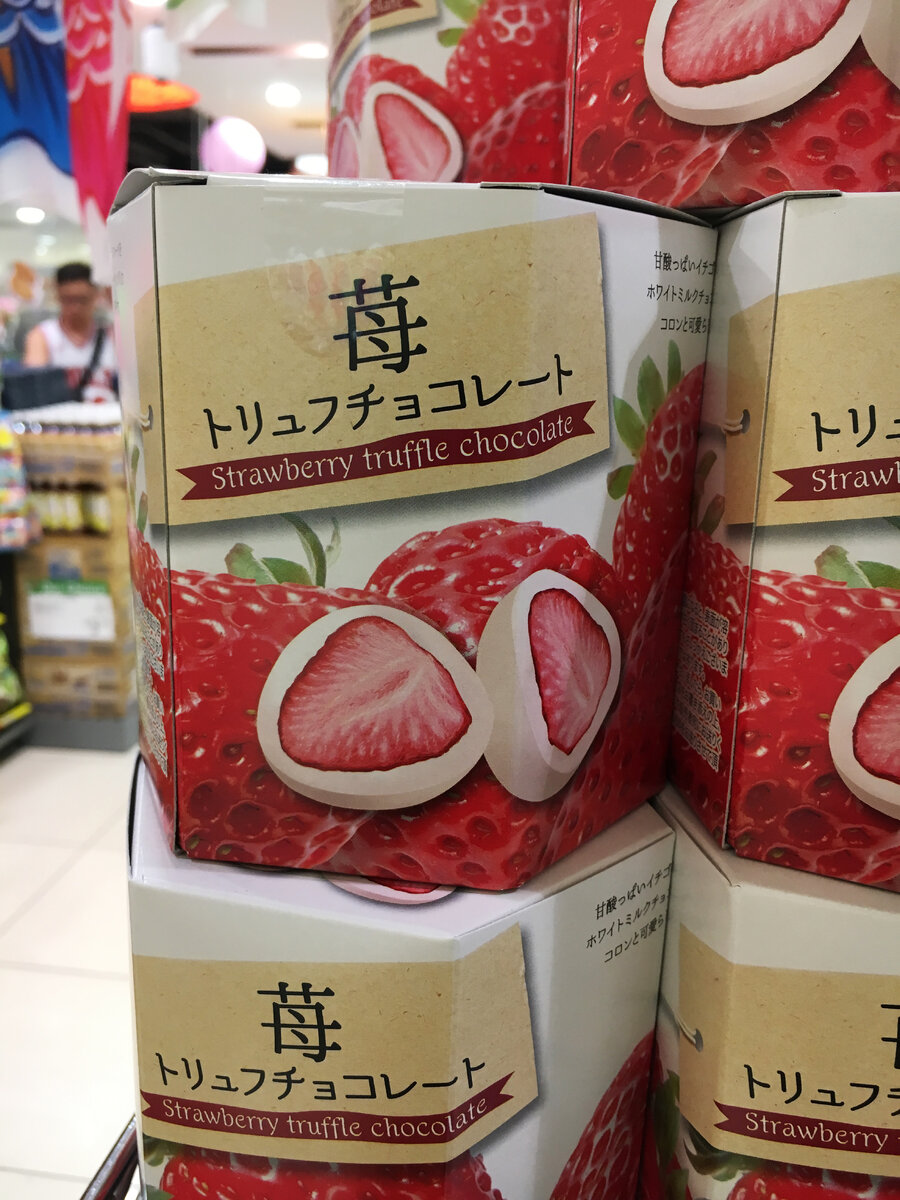 chocolate
苺
トリュフチョコレート
Strawberry truffle chocolate
甘酸っぱいイチゴ
ホワイトミルクチョ
コロンと可愛ら
トリ
Strawb
苺
トリュフチョコレート
Strawberry truffle chocolate
甘酸っぱいイチゴ
ホワイトミルクチョ
コロンと可愛ら
トリュフ
Strawberry